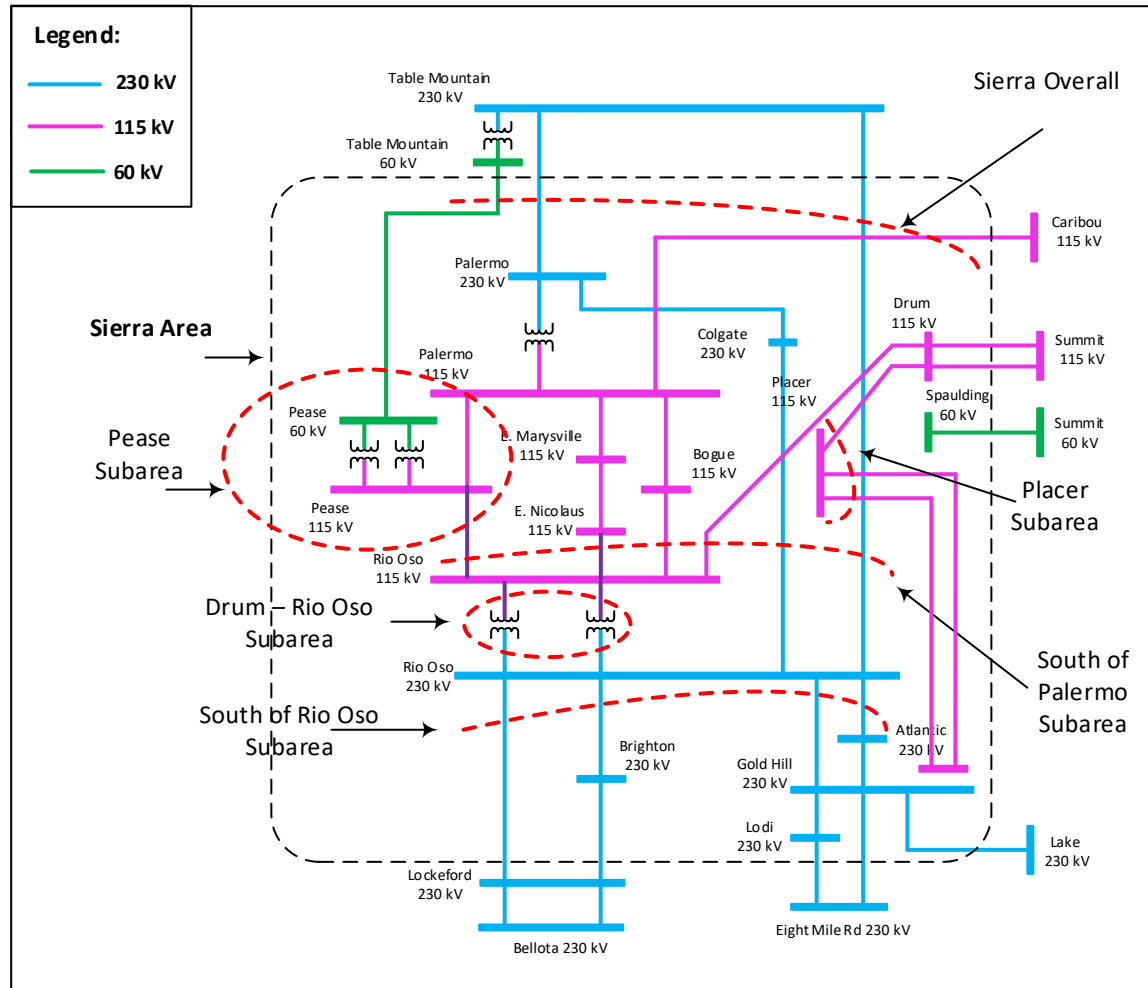 Legend:
230 kV
115 kV
60 kV
Table Mountain
230 kV
Sierra Overall
Table Mountain
60 kV
Caribou
115 kV
Palermo
230 kV
Sierra Area
Colgate
230 kV
Drum
115 kV
Summit
115 kV
Palermo
115 kV
Placer
115 kV
Spaulding
60 kV
Summit
60 kV
Pease
Subarea
Pease
60 kV
E. Marysville
115 kV
Bogue
115 kV
Placer
Subarea
Pease
115 kV
E. Nicolaus
115 kV
Rio Oso
115 kV
Drum – Rio Oso
Subarea
Rio Oso
230 kV
South of
Palermo
Subarea
South of Rio Oso
Subarea
Atlantic
230 kV
Brighton
230 kV
Gold Hill
230 kV
Lodi
230 kV
Lake
230 kV
Lockeford
230 kV
Bellota 230 kV
Eight Mile Rd 230 kV